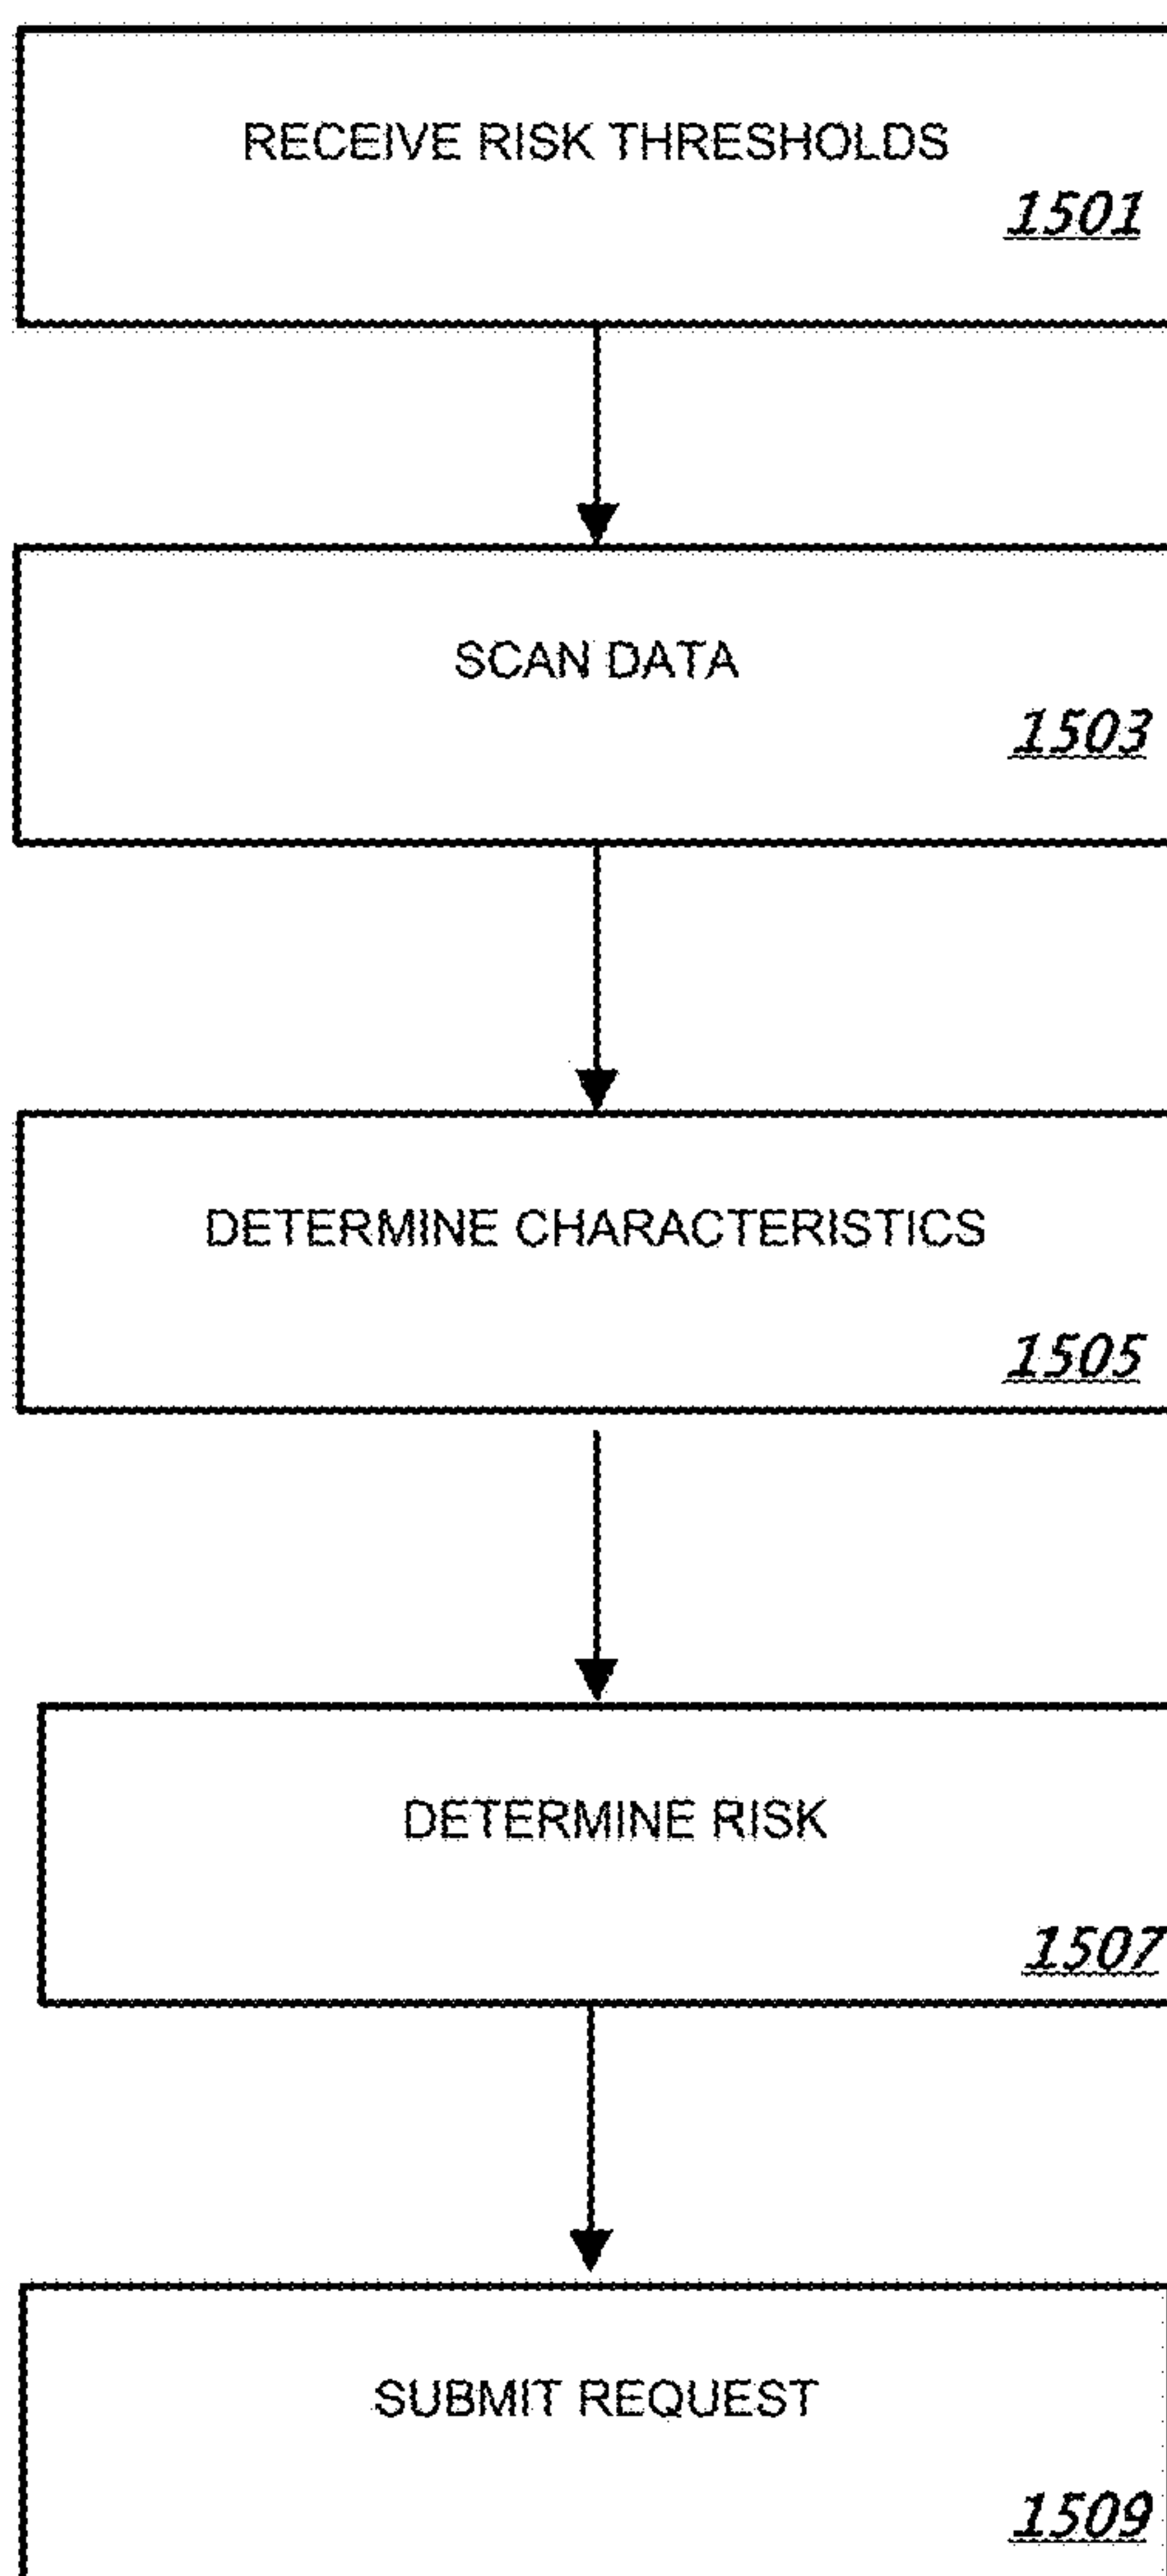 RECEIVE RISK THRESHOLDS
1501
SCAN DATA
1503
DETERMINE CHARACTERISTICS
1505
DETERMINE RISK
1507
SUBMIT REQUEST
1509